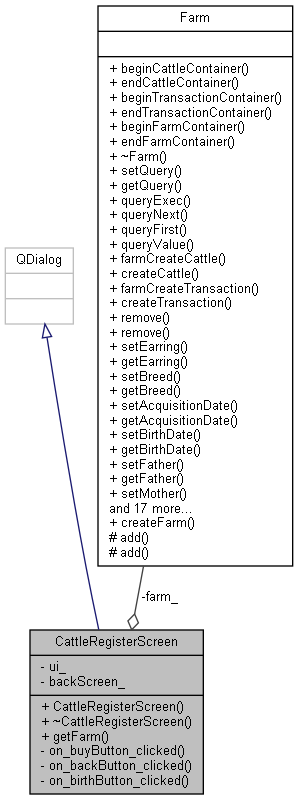 Farm
+ beginCattleContainer()
+ endCattleContainer()
+ beginTransactionContainer()
+ endTransactionContainer()
+ beginFarmContainer()
+ endFarmContainer()
+ ~Farm()
+ setQuery()
+ getQuery()
+ queryExec()
+ queryNext()
+ queryFirst()
+ queryValue()
+ farmCreateCattle()
+ createCattle()
+ farmCreateTransaction()
+ createTransaction()
+ remove()
+ remove()
+ setEarring()
+ getEarring()
+ setBreed()
+ getBreed()
+ setAcquisitionDate()
+ getAcquisitionDate()
+ setBirthDate()
+ getBirthDate()
+ setFather()
+ getFather()
+ setMother()
and 17 more...
+ createFarm()
# add()
# add()
QDialog
-farm_
CattleRegisterScreen
- ui_
- backScreen_
+ CattleRegisterScreen()
+ ~CattleRegisterScreen()
+ getFarm()
- on_buyButton_clicked()
- on_backButton_clicked()
- on_birthButton_clicked()